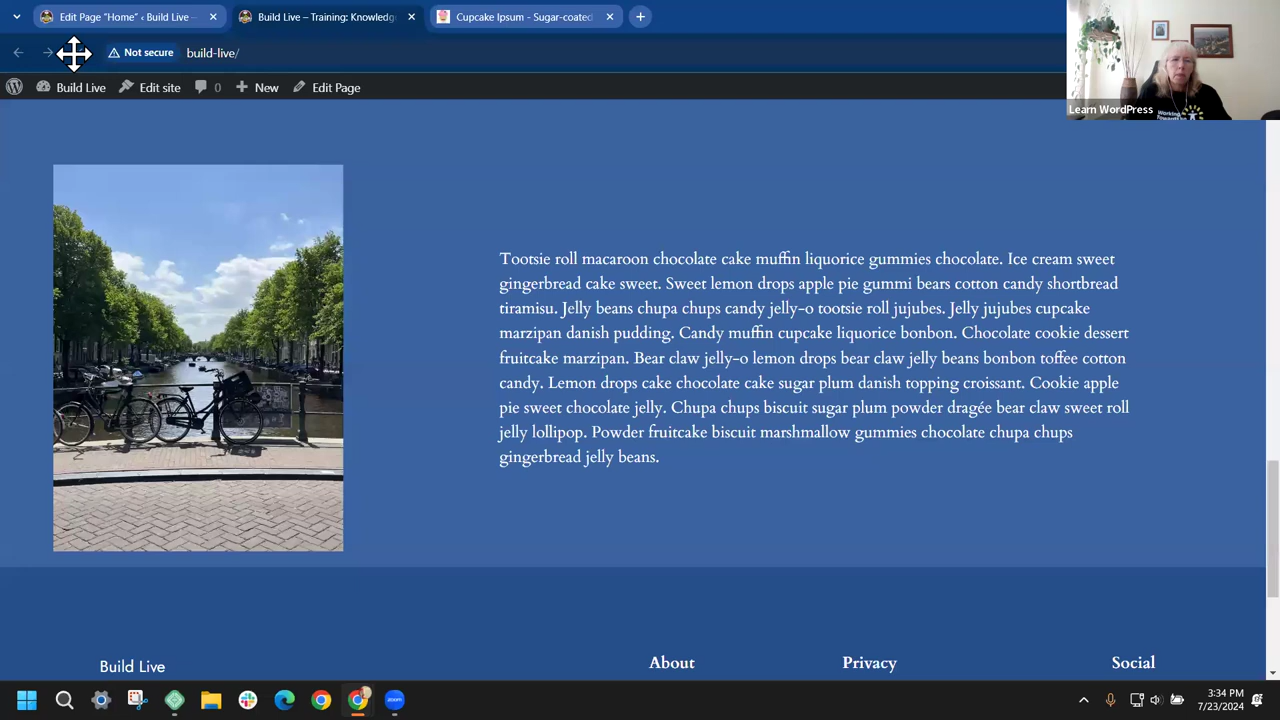 Edit Page "Home" ‹ Build Live –
Build Live – Training: Knowledg
Cupcake Ipsum - Sugar-coated
Not secure
build-live/
Build Live
Edit site
0
New
Edit Page
Learn WordPress
Working
Towards
Tootsie roll macaroon chocolate cake muffin liquorice gummies chocolate. Ice cream sweet
gingerbread cake sweet. Sweet lemon drops apple pie gummi bears cotton candy shortbread
tiramisu. Jelly beans chupa chups candy jelly-o tootsie roll jujubes. Jelly jujubes cupcake
marzipan danish pudding. Candy muffin cupcake liquorice bonbon. Chocolate cookie dessert
fruitcake marzipan. Bear claw jelly-o lemon drops bear claw jelly beans bonbon toffee cotton
candy. Lemon drops cake chocolate cake sugar plum danish topping croissant. Cookie apple
pie sweet chocolate jelly. Chupa chups biscuit sugar plum powder dragée bear claw sweet roll
jelly lollipop. Powder fruitcake biscuit marshmallow gummies chocolate chupa chups
gingerbread jelly beans.
Build Live
About
Privacy
Social
zoom
3:34 PM
7/23/2024